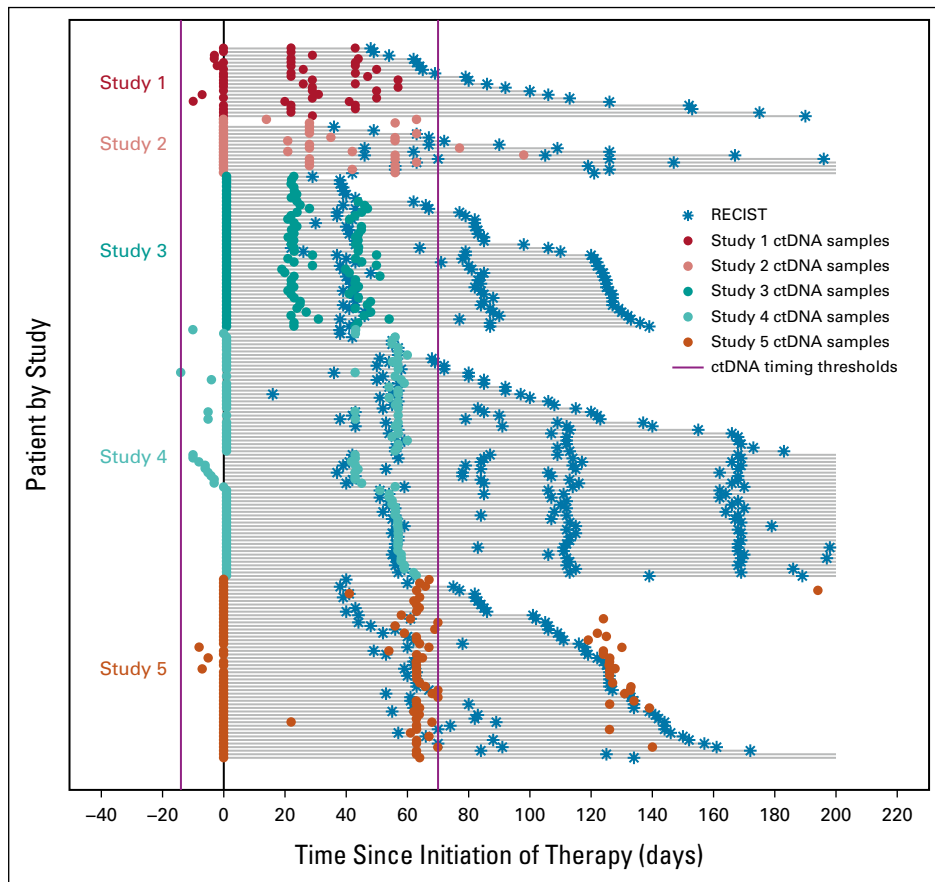 Study 1
Study 2
Study 3
Study 4
Study 5
RECIST
Study 1 ctDNA samples
Study 2 ctDNA samples
Study 3 ctDNA samples
Study 4 ctDNA samples
Study 5 ctDNA samples
ctDNA timing thresholds
Patient by Study
–40 –20 0 20 40 60 80 100 120 140 160 180 200 220
Time Since Initiation of Therapy (days)